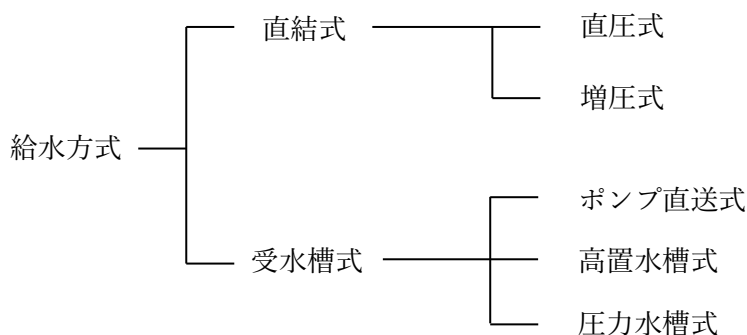 給水方式
直結式
直圧式
増圧式
受水槽式
ポンプ直送式
高置水槽式
圧力水槽式